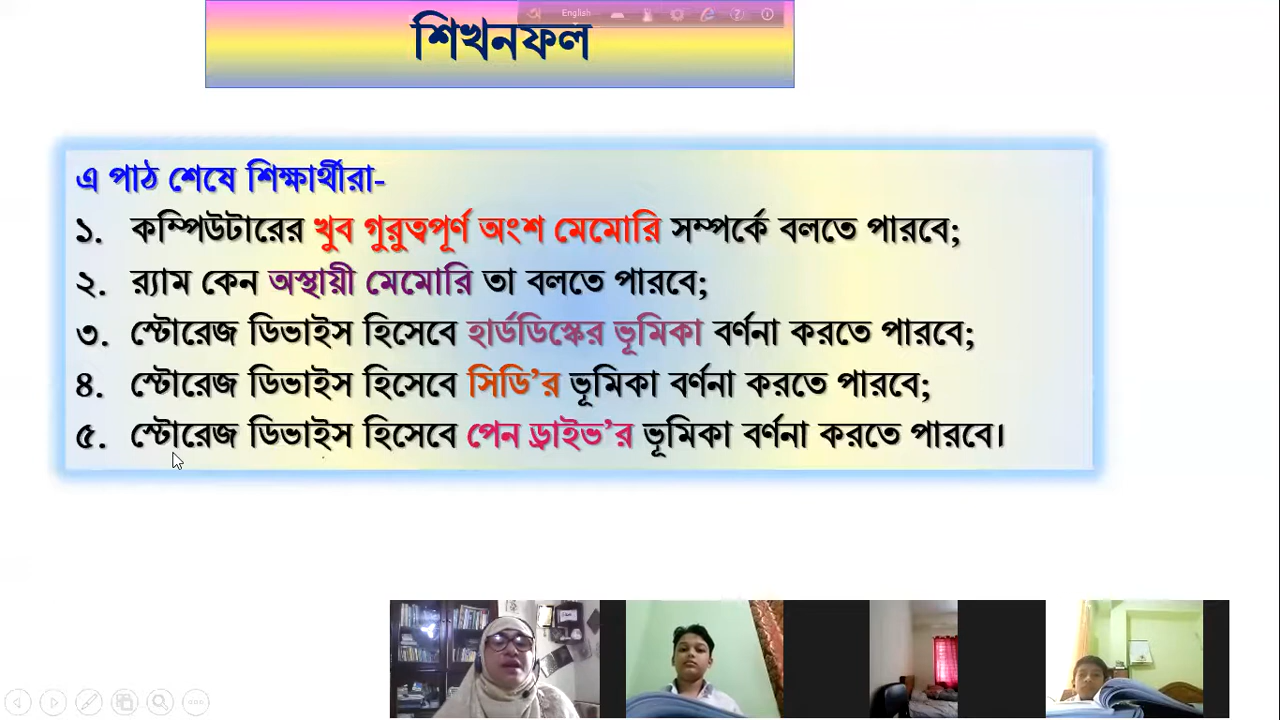 English
শিখনফল
এ পাঠ শেষে শিক্ষার্থীরা-
১. কম্পিউটারের খুব গুরুত্বপূর্ণ অংশ মেমোরি সম্পর্কে বলতে পারবে;
২. র‍্যাম কেন অস্থায়ী মেমোরি তা বলতে পারবে;
৩. স্টোরেজ ডিভাইস হিসেবে হার্ডডিস্কের ভূমিকা বর্ণনা করতে পারবে;
৪. স্টোরেজ ডিভাইস হিসেবে সিডি’র ভূমিকা বর্ণনা করতে পারবে;
৫. স্টোরেজ ডিভাইস হিসেবে পেন ড্রাইভ’র ভূমিকা বর্ণনা করতে পারবে।